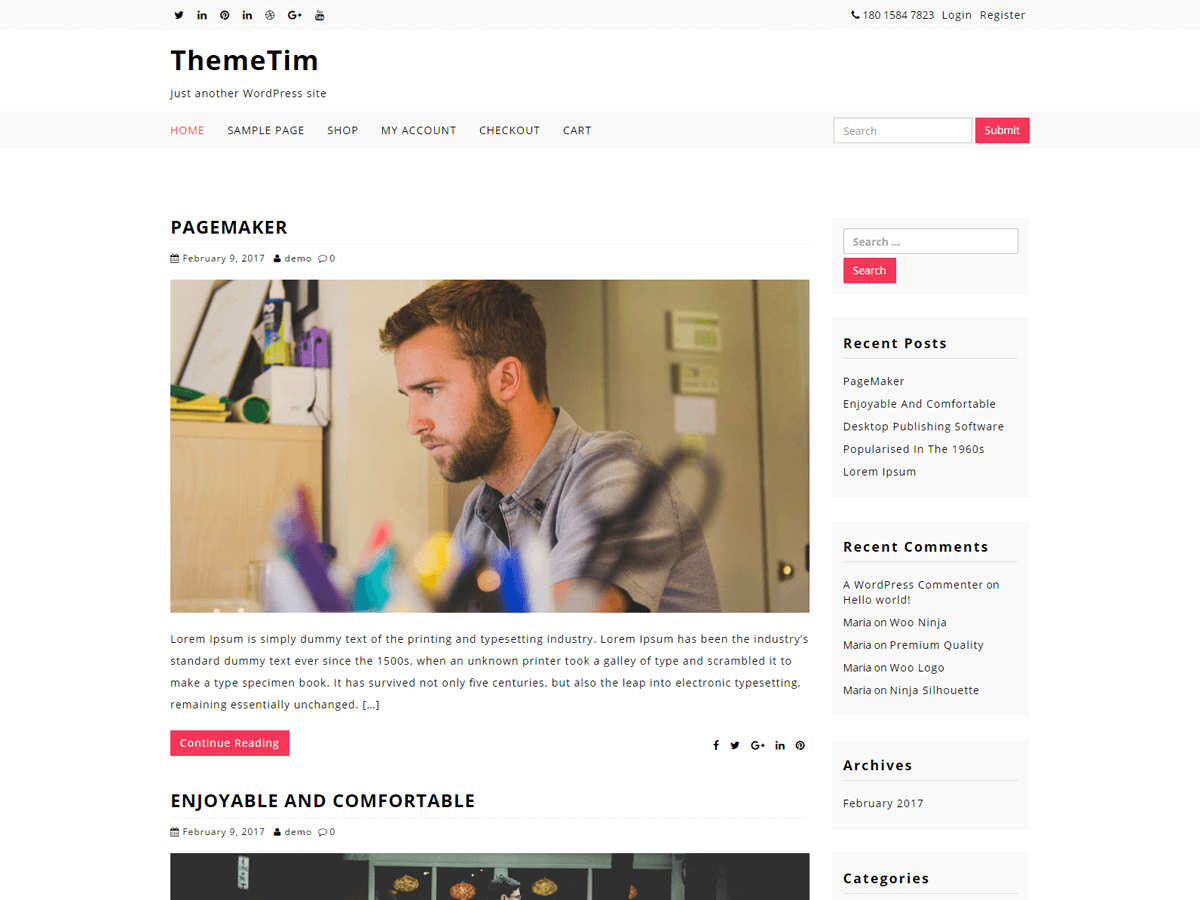 180 1584 7823 Login Register
ThemeTim
Just another WordPress site
HOME SAMPLE PAGE SHOP MY ACCOUNT CHECKOUT CART
Search Submit
PAGEMAKER
February 9, 2017 demo 0
Lorem Ipsum is simply dummy text of the printing and typesetting industry. Lorem Ipsum has been the industry's
standard dummy text ever since the 1500s, when an unknown printer took a galley of type and scrambled it to
make a type specimen book. It has survived not only five centuries, but also the leap into electronic typesetting,
remaining essentially unchanged. [...]
Continue Reading
ENJOYABLE AND COMFORTABLE
February 9, 2017 demo 0
Search ...
Search
Recent Posts
PageMaker
Enjoyable And Comfortable
Desktop Publishing Software
Popularised In The 1960s
Lorem Ipsum
Recent Comments
A WordPress Commenter on
Hello world!
Maria on Woo Ninja
Maria on Premium Quality
Maria on Woo Logo
Maria on Ninja Silhouette
Archives
February 2017
Categories